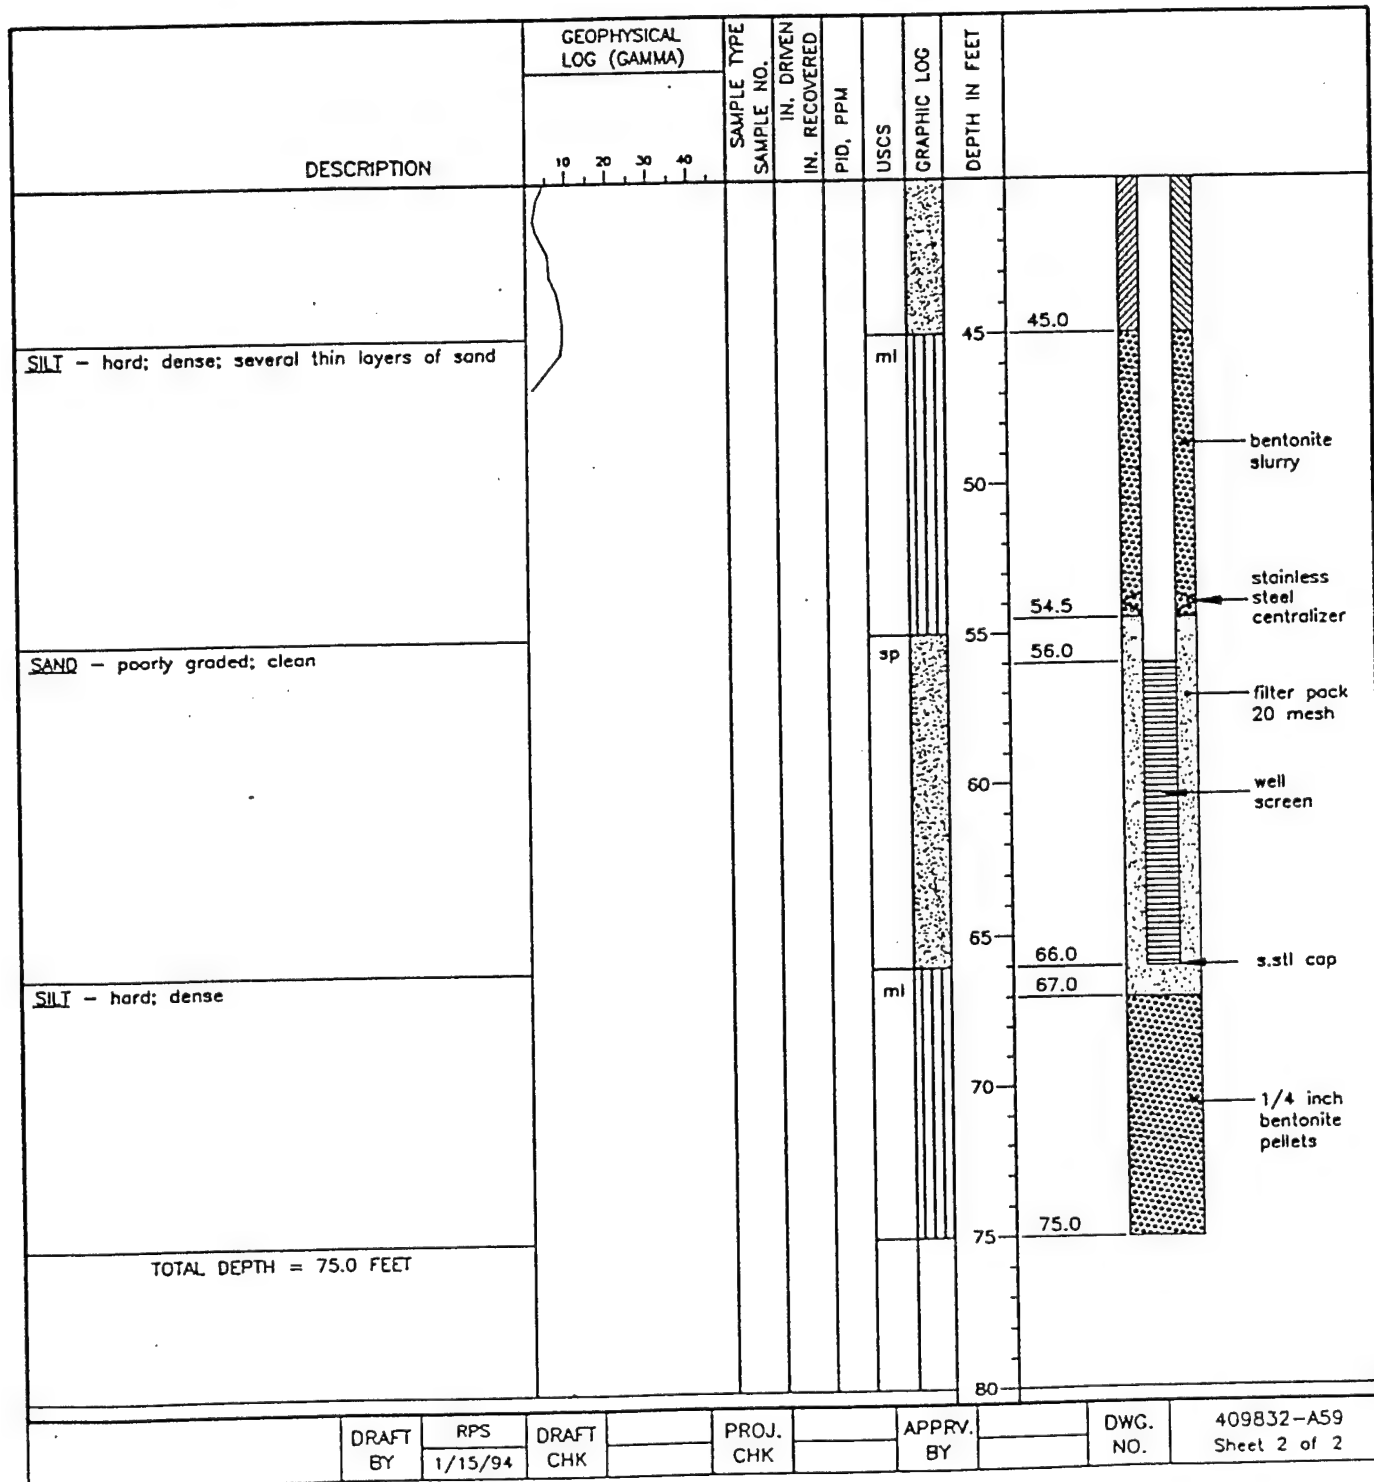 DESCRIPTION
GEOPHYSICAL
LOG (GAMMA)
10 20 30 40
SAMPLE TYPE
SAMPLE NO.
IN. DRIVEN
IN. RECOVERED
PID, PPM
USCS
GRAPHIC LOG
DEPTH IN FEET
45
45.0
SILT - hard; dense; several thin layers of sand
ml
bentonite
slurry
50
stainless
steel
centralizer
54.5
55
SAND - poorly graded; clean
sp
56.0
filter pack
20 mesh
60
well
screen
65
66.0
s.stl cap
SILT - hard; dense
ml
67.0
70
1/4 inch
bentonite
pellets
75
75.0
TOTAL DEPTH = 75.0 FEET
80
DRAFT
BY
RPS
1/15/94
DRAFT
CHK
PROJ.
CHK
APPRV.
BY
DWG.
NO.
409832-A59
Sheet 2 of 2